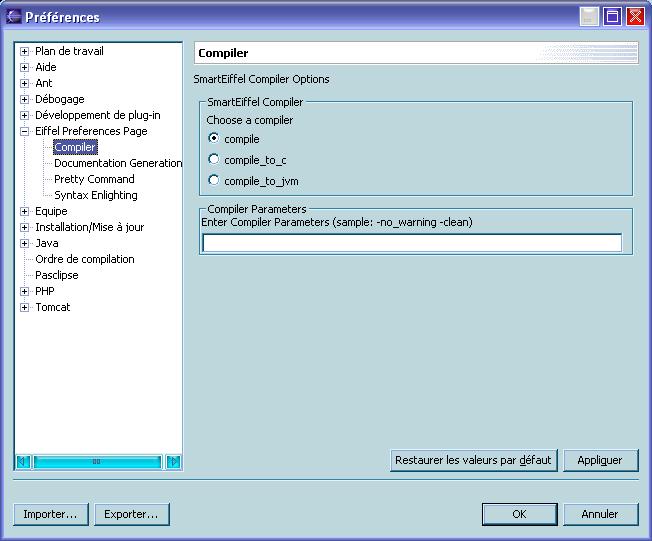 Préférences
Plan de travail
Aide
Ant
Débogage
Développement de plug-in
Eiffel Preferences Page
Compiler
Documentation Generation
Pretty Command
Syntax Enlighting
Equipe
Installation/Mise à jour
Java
Ordre de compilation
Pasclipse
PHP
Tomcat
Compiler
SmartEiffel Compiler Options
SmartEiffel Compiler
Choose a compiler
compile
compile_to_c
compile_to_jvm
Compiler Parameters
Enter Compiler Parameters (sample: -no_warning -clean)
Restaurer les valeurs par défaut
Appliquer
Importer...
Exporter...
OK
Annuler